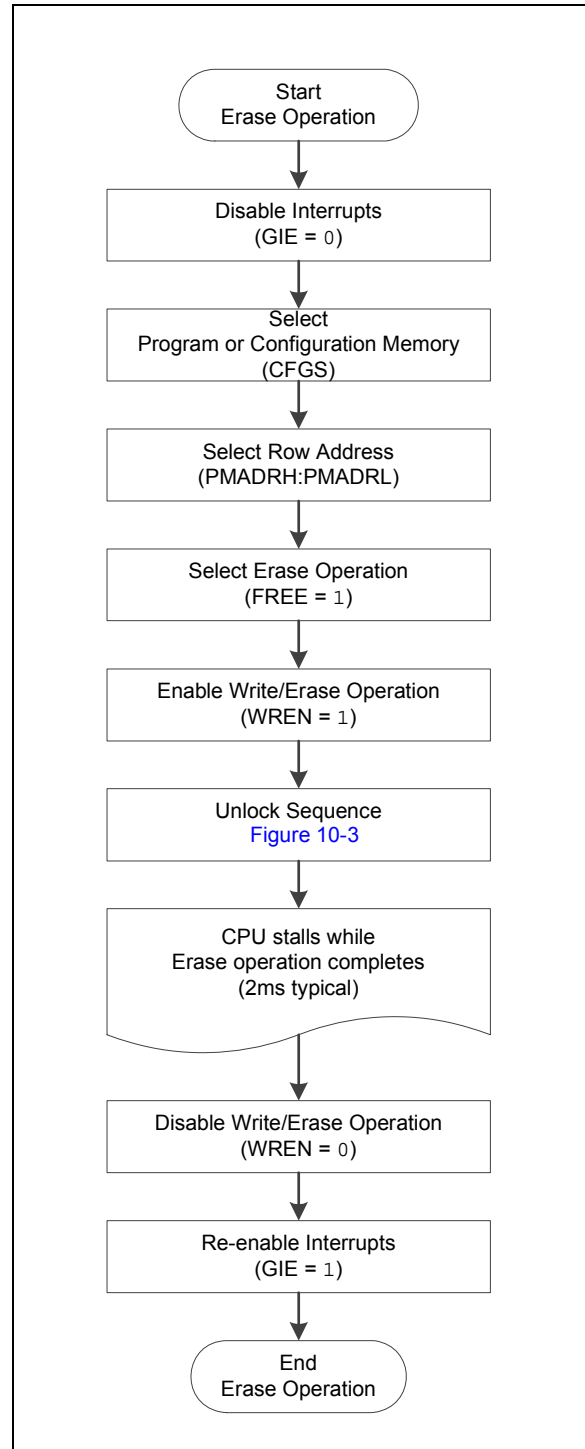 Start
Erase Operation
Disable Interrupts
(GIE = 0)
Select
Program or Configuration Memory
(CFGS)
Select Row Address
(PMADRH:PMADRL)
Select Erase Operation
(FREE = 1)
Enable Write/Erase Operation
(WREN = 1)
Unlock Sequence
Figure 10-3
CPU stalls while
Erase operation completes
(2ms typical)
Disable Write/Erase Operation
(WREN = 0)
Re-enable Interrupts
(GIE = 1)
End
Erase Operation